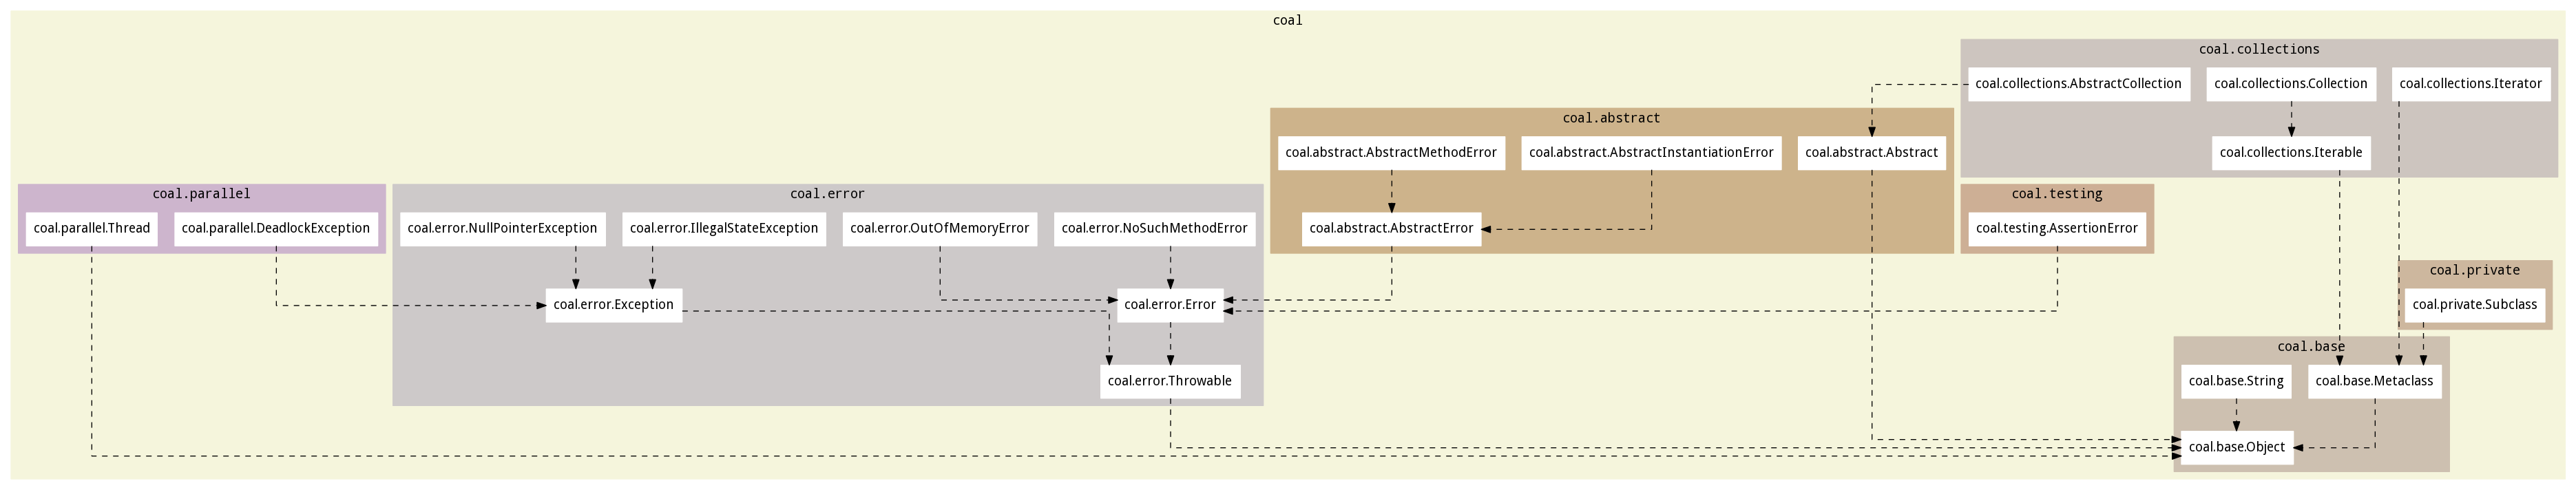 coal
coal.collections
coal.collections.AbstractCollection
coal.collections.Collection
coal.collections.Iterator
coal.collections.Iterable
coal.abstract
coal.abstract.AbstractMethodError
coal.abstract.AbstractInstantiationError
coal.abstract.Abstract
coal.abstract.AbstractError
coal.parallel
coal.parallel.Thread
coal.parallel.DeadlockException
coal.error
coal.error.NullPointerException
coal.error.IllegalStateException
coal.error.OutOfMemoryError
coal.error.NoSuchMethodError
coal.error.Exception
coal.error.Error
coal.error.Throwable
coal.testing
coal.testing.AssertionError
coal.private
coal.private.Subclass
coal.base
coal.base.String
coal.base.Metaclass
coal.base.Object